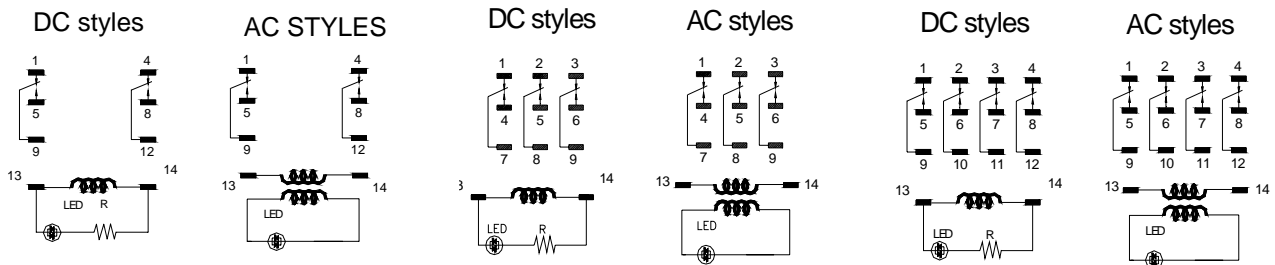 DC styles AC STYLES DC styles AC styles DC styles AC styles
1 4 1 4 1 2 3 1 2 3 1 2 3 4 1 2 3 4
5 8 5 8 4 5 6 4 5 6 5 6 7 8 5 6 7 8
9 12 9 12 7 8 9 7 8 9 9 10 11 12 9 10 11 12
13 14 13 14 14 13 14 13 14 13 14
LED R LED LED R LED LED R LED